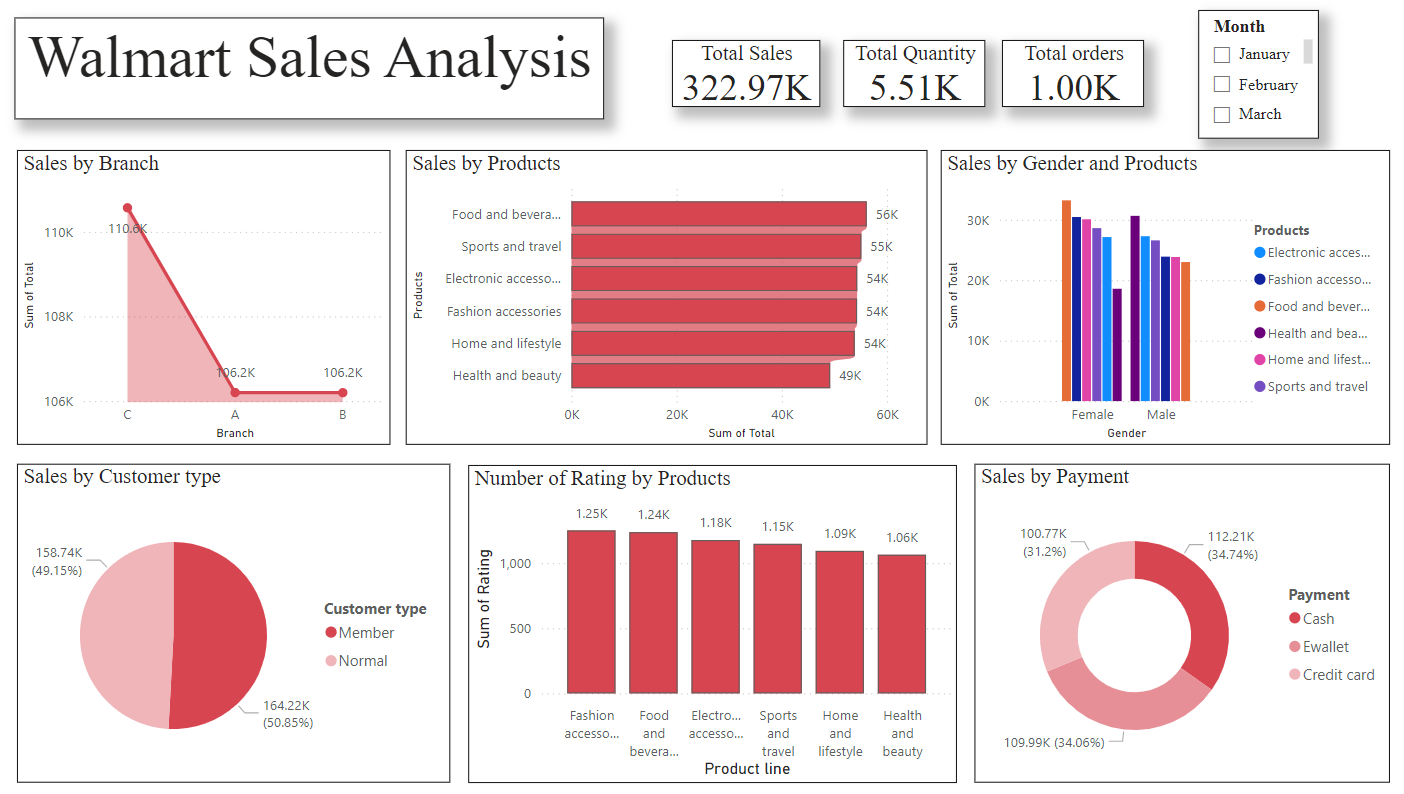 Walmart Sales Analysis
Total Sales
322.97K
Total Quantity
5.51K
Total orders
1.00K
Month
January
February
March
Sales by Branch
Sum of Total
110K
108K
106K
110.6K
106.2K
106.2K
C
A
B
Branch
Sales by Products
Products
Food and bevera...
56K
Sports and travel
55K
Electronic accesso...
54K
Fashion accessories
54K
Home and lifestyle
54K
Health and beauty
49K
0K
20K
40K
60K
Sum of Total
Sales by Gender and Products
Sum of Total
30K
20K
10K
0K
Female
Male
Gender
Products
Electronic acces...
Fashion accesso...
Food and bever...
Health and bea...
Home and lifest...
Sports and travel
Sales by Customer type
158.74K
(49.15%)
164.22K
(50.85%)
Customer type
Member
Normal
Number of Rating by Products
Sum of Rating
1,000
500
0
1.25K
1.24K
1.18K
1.15K
1.09K
1.06K
Fashion
accesso...
Food
and
bevera...
Electro...
accesso...
Sports
and
travel
Home
and
lifestyle
Health
and
beauty
Product line
Sales by Payment
100.77K
(31.2%)
112.21K
(34.74%)
109.99K (34.06%)
Payment
Cash
Ewallet
Credit card